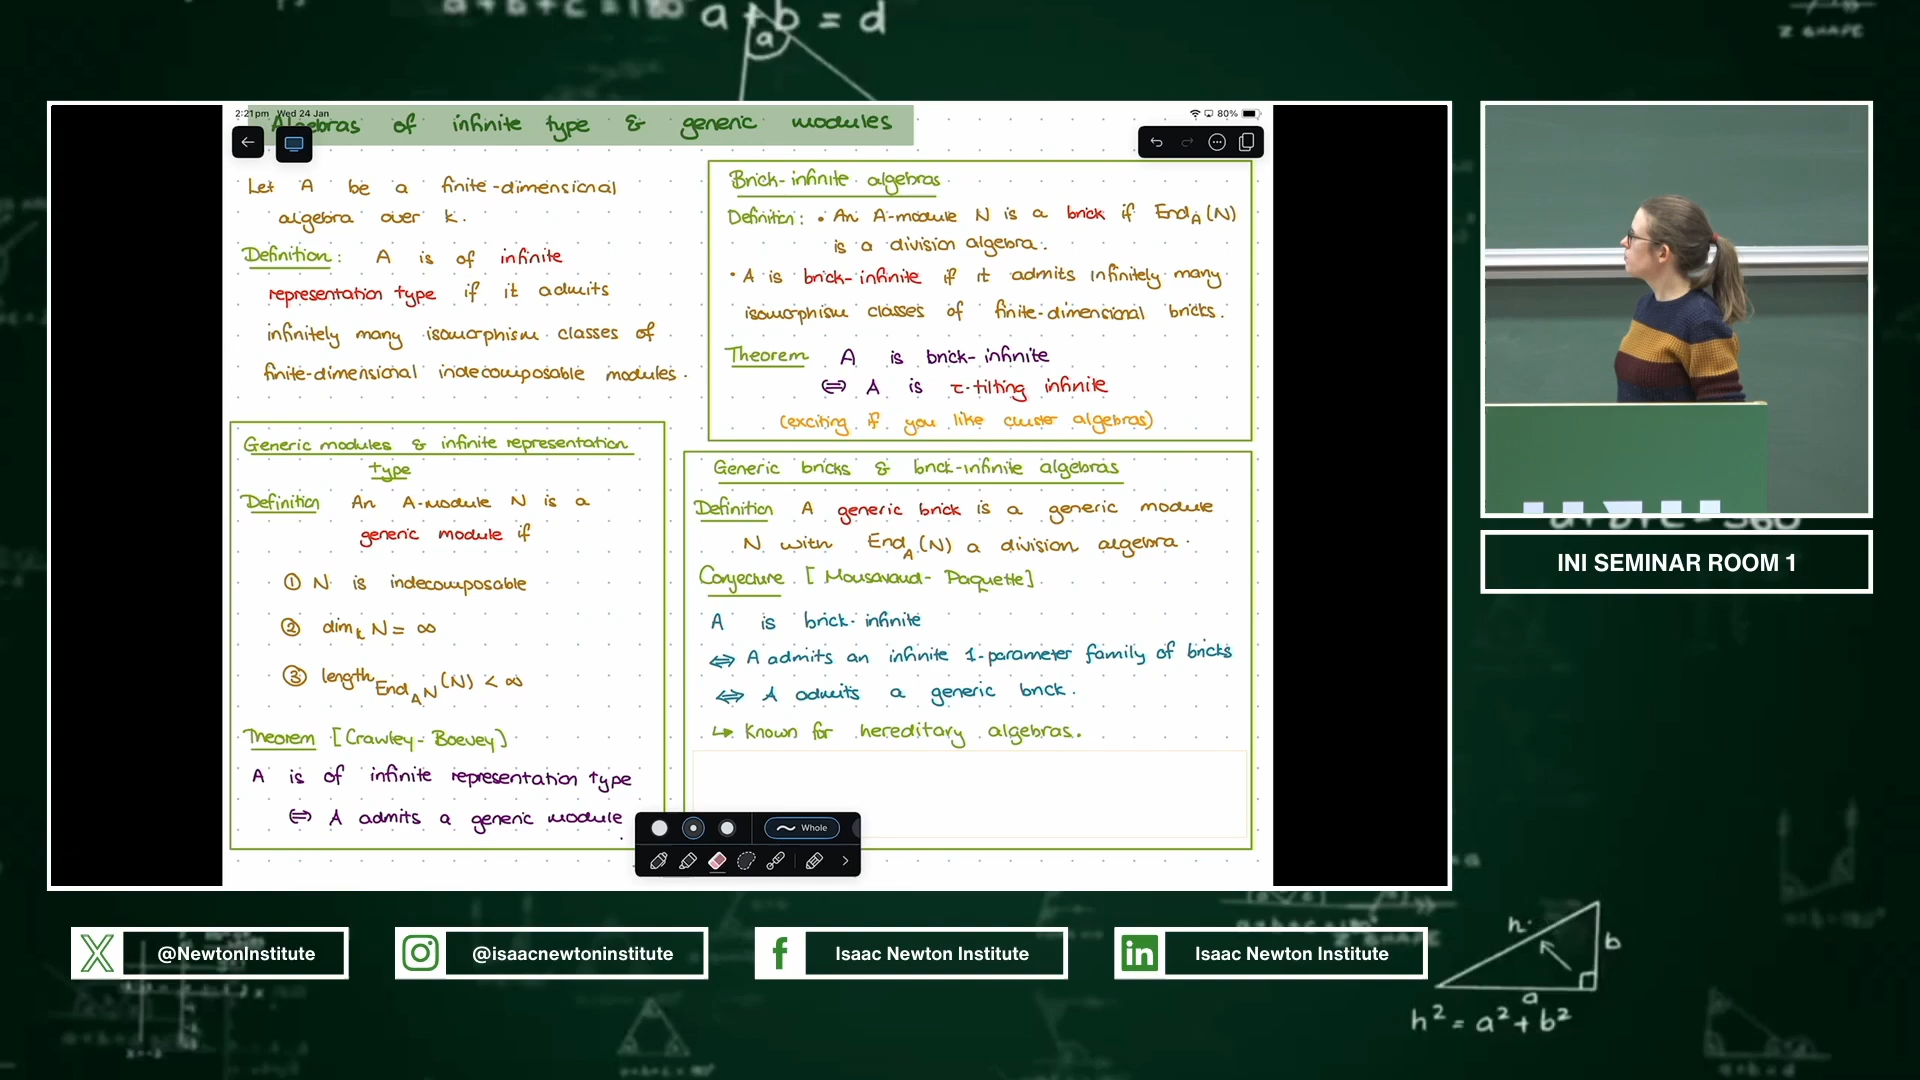 a + b + c = 180°
a + b = d
a
Z SHAPE
2:21pm Wed 24 Jan
80%
Algebras of infinite type & generic modules
Let A be a finite-dimensional
algebra over k.
Definition: A is of infinite
representation type if it admits
infinitely many isomorphism classes of
finite-dimensional indecomposable modules.
Generic modules & infinite representation
type
Definition An A-module N is a
generic module if
① N is indecomposable
② dim_k N = ∞
③ length_{End_A N}(N) < ∞
Theorem [Crawley-Boevey]
A is of infinite representation type
⇔ A admits a generic module
Brick-infinite algebras
Definition: • An A-module N is a brick if End_A(N)
is a division algebra.
• A is brick-infinite if it admits infinitely many
isomorphism classes of finite-dimensional bricks.
Theorem A is brick-infinite
⇔ A is τ-tilting infinite
(exciting if you like cluster algebras)
Generic bricks & brick-infinite algebras
Definition A generic brick is a generic module
N with End_A(N) a division algebra.
Conjecture [Mousavand-Paquette]
A is brick-infinite
⇔ A admits an infinite 1-parameter family of bricks
⇔ A admits a generic brick.
↳ Known for hereditary algebras.
Whole
INI SEMINAR ROOM 1
@NewtonInstitute
@isaacnewtoninstitute
Isaac Newton Institute
Isaac Newton Institute
h
b
a
h² = a² + b²